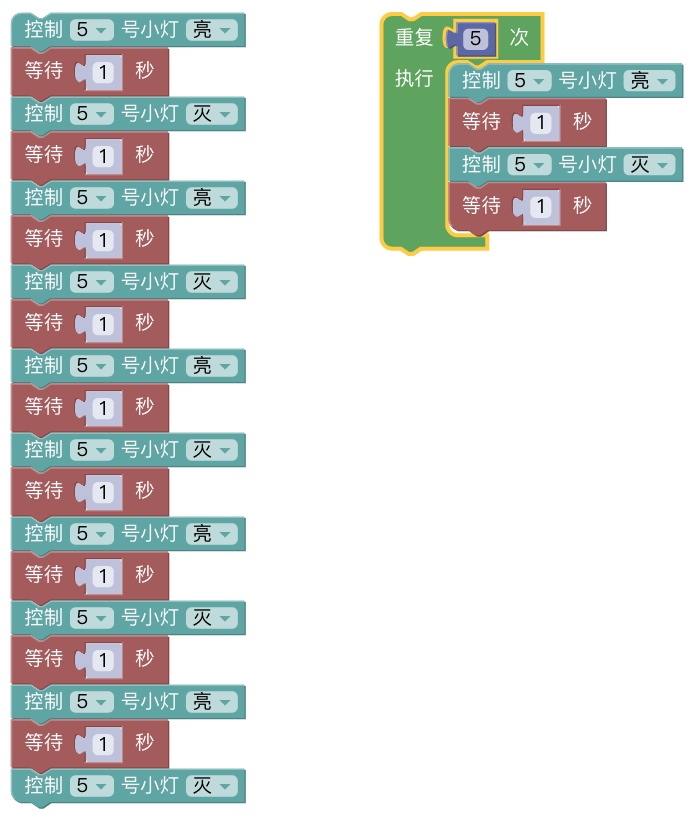 控制 5 号小灯 亮
等待 1 秒
控制 5 号小灯 灭
等待 1 秒
控制 5 号小灯 亮
等待 1 秒
控制 5 号小灯 灭
等待 1 秒
控制 5 号小灯 亮
等待 1 秒
控制 5 号小灯 灭
等待 1 秒
控制 5 号小灯 亮
等待 1 秒
控制 5 号小灯 灭
等待 1 秒
控制 5 号小灯 亮
等待 1 秒
控制 5 号小灯 灭
重复 5 次
执行 控制 5 号小灯 亮
等待 1 秒
控制 5 号小灯 灭
等待 1 秒